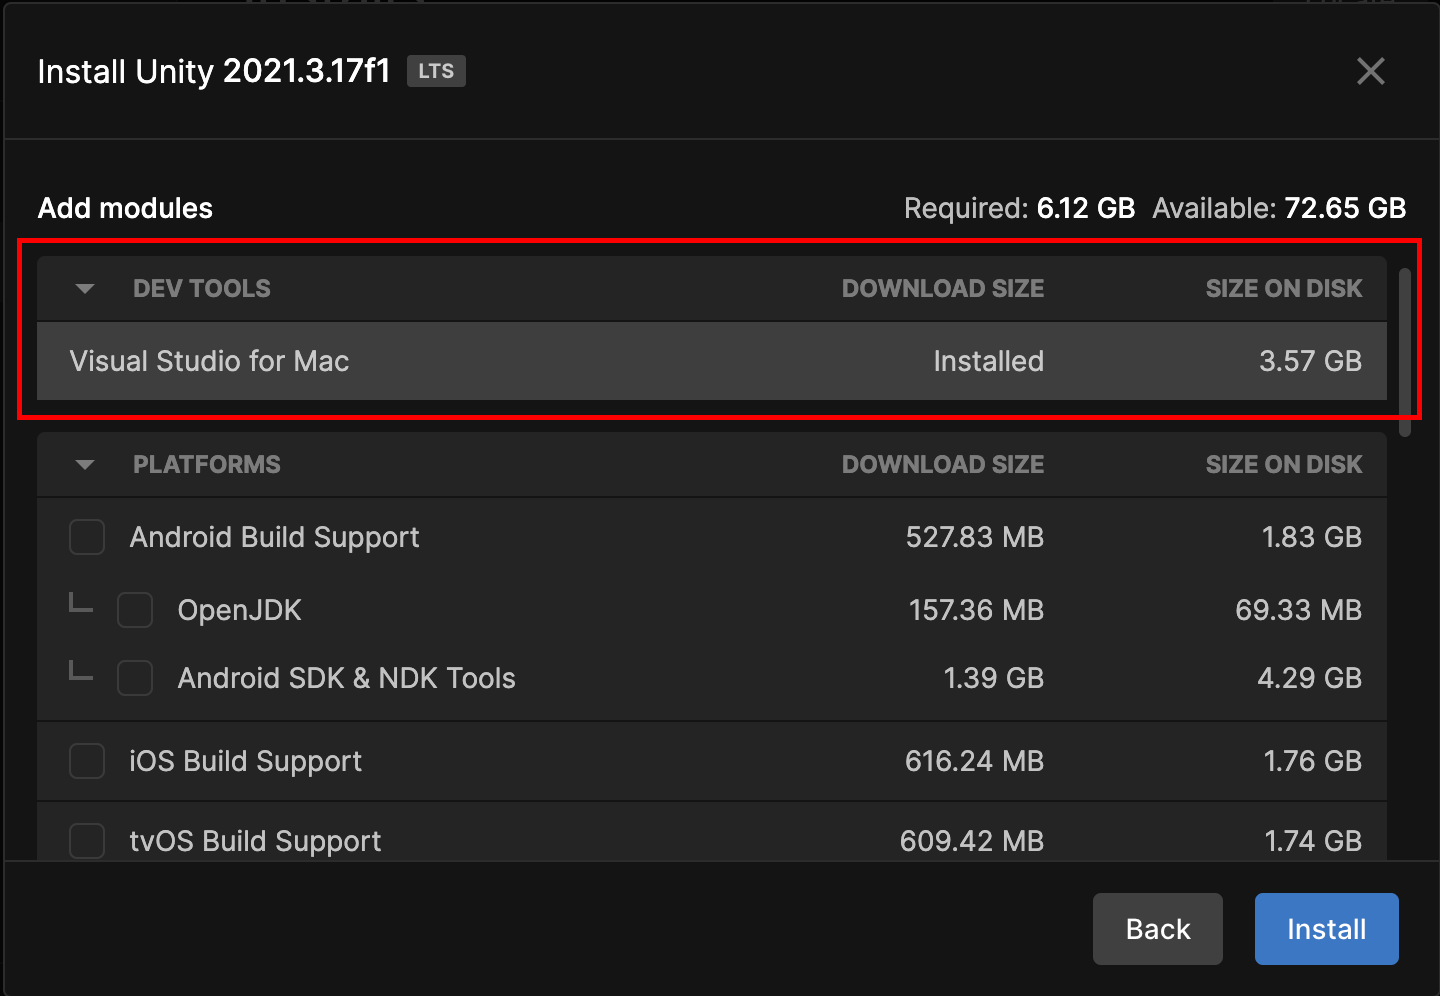 Install Unity 2021.3.17f1 LTS
Add modules Required: 6.12 GB Available: 72.65 GB
DEV TOOLS DOWNLOAD SIZE SIZE ON DISK
Visual Studio for Mac Installed 3.57 GB
PLATFORMS DOWNLOAD SIZE SIZE ON DISK
Android Build Support 527.83 MB 1.83 GB
OpenJDK 157.36 MB 69.33 MB
Android SDK & NDK Tools 1.39 GB 4.29 GB
iOS Build Support 616.24 MB 1.76 GB
tvOS Build Support 609.42 MB 1.74 GB
Back Install